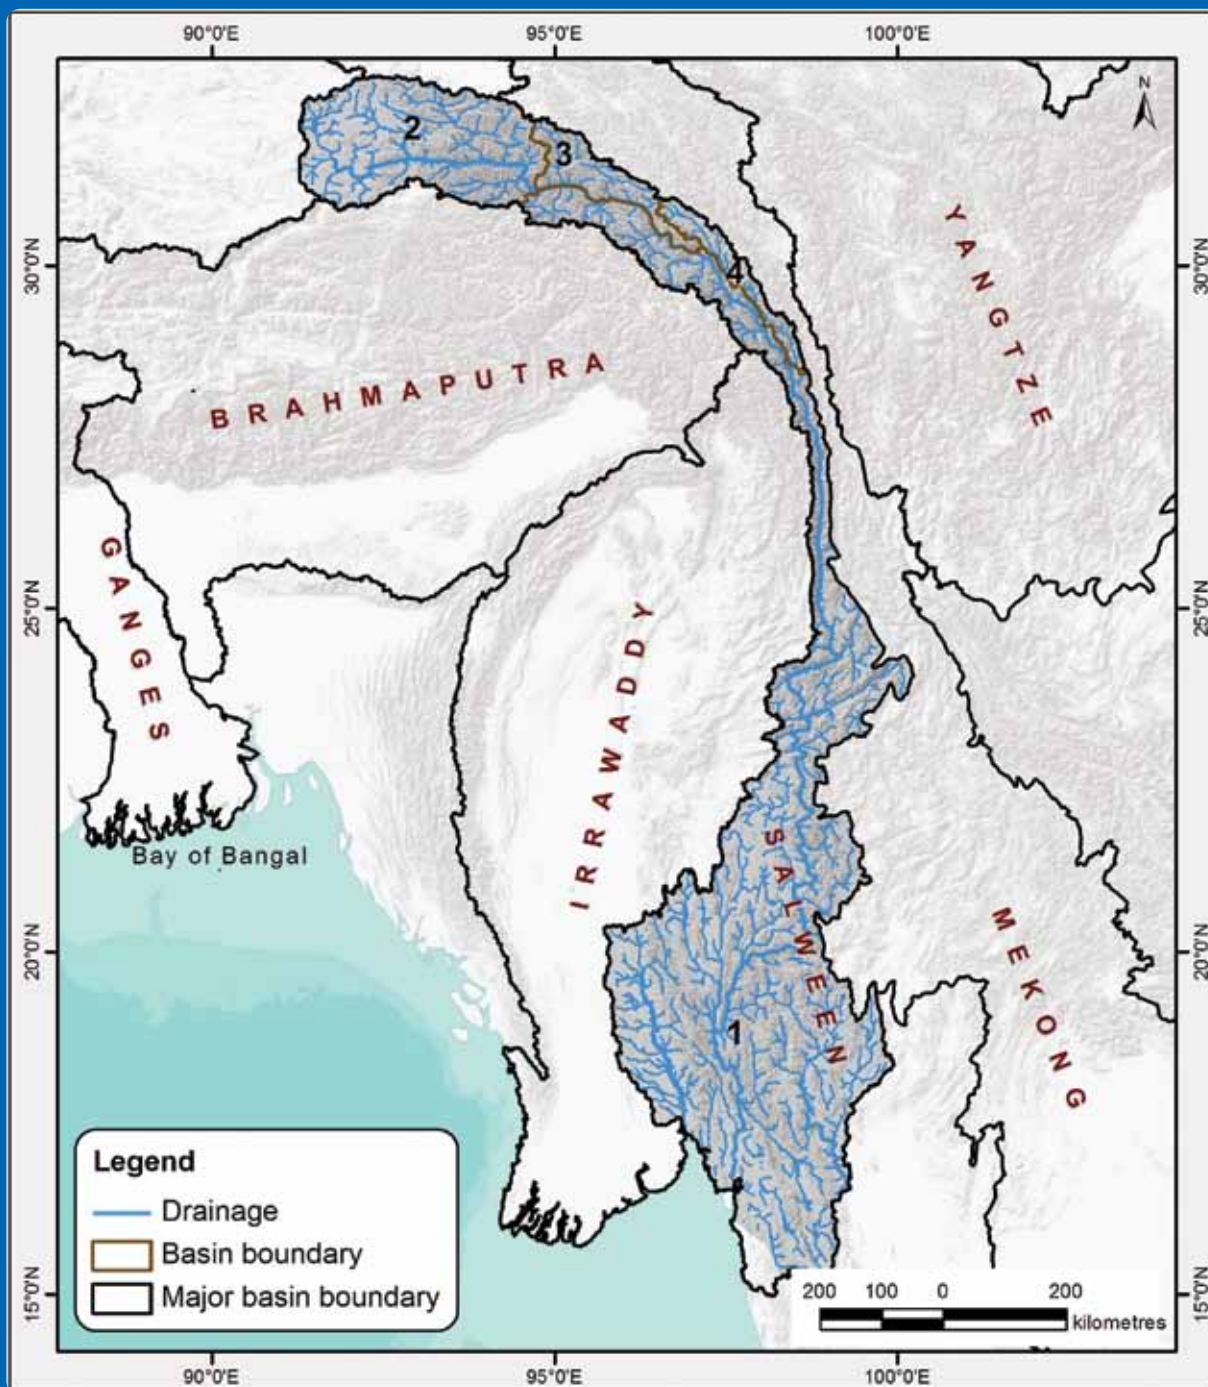 90°0'E 95°0'E 100°0'E
N
2
3
4
YANGTZE
30°0'N 30°0'N
BRAHMAPUTRA
GANGES
25°0'N 25°0'N
IRRAWADDY
SALWEEN
Bay of Bangal
MEKONG
20°0'N 20°0'N
1
Legend
Drainage
Basin boundary
Major basin boundary
200 100 0 200
kilometres
15°0'N 15°0'N
90°0'E 95°0'E 100°0'E